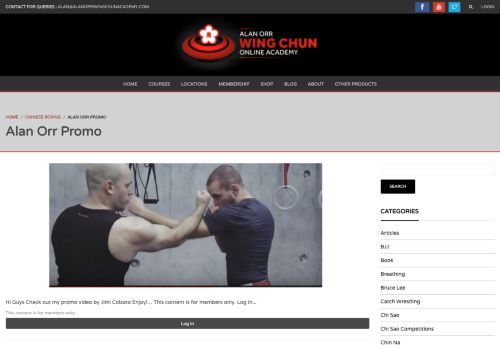 CONTACT FOR QUERIES : ALAN@ALANORRWINGCHUNACADEMY.COM
LOGIN
ALAN ORR
WING CHUN
ONLINE ACADEMY
HOME COURSES LOCATIONS MEMBERSHIP SHOP BLOG ABOUT OTHER PRODUCTS
HOME / CHINESE BOXING / ALAN ORR PROMO
Alan Orr Promo
SEARCH
CATEGORIES
Articles
BJJ
Book
Breathing
Bruce Lee
Catch Wrestling
Chi Sao
Chi Sao Competitions
Chin Na
Hi Guys Check out my promo video by Jimi Colzato Enjoy!... This content is for members only. Log In...
This content is for members only.
Log In